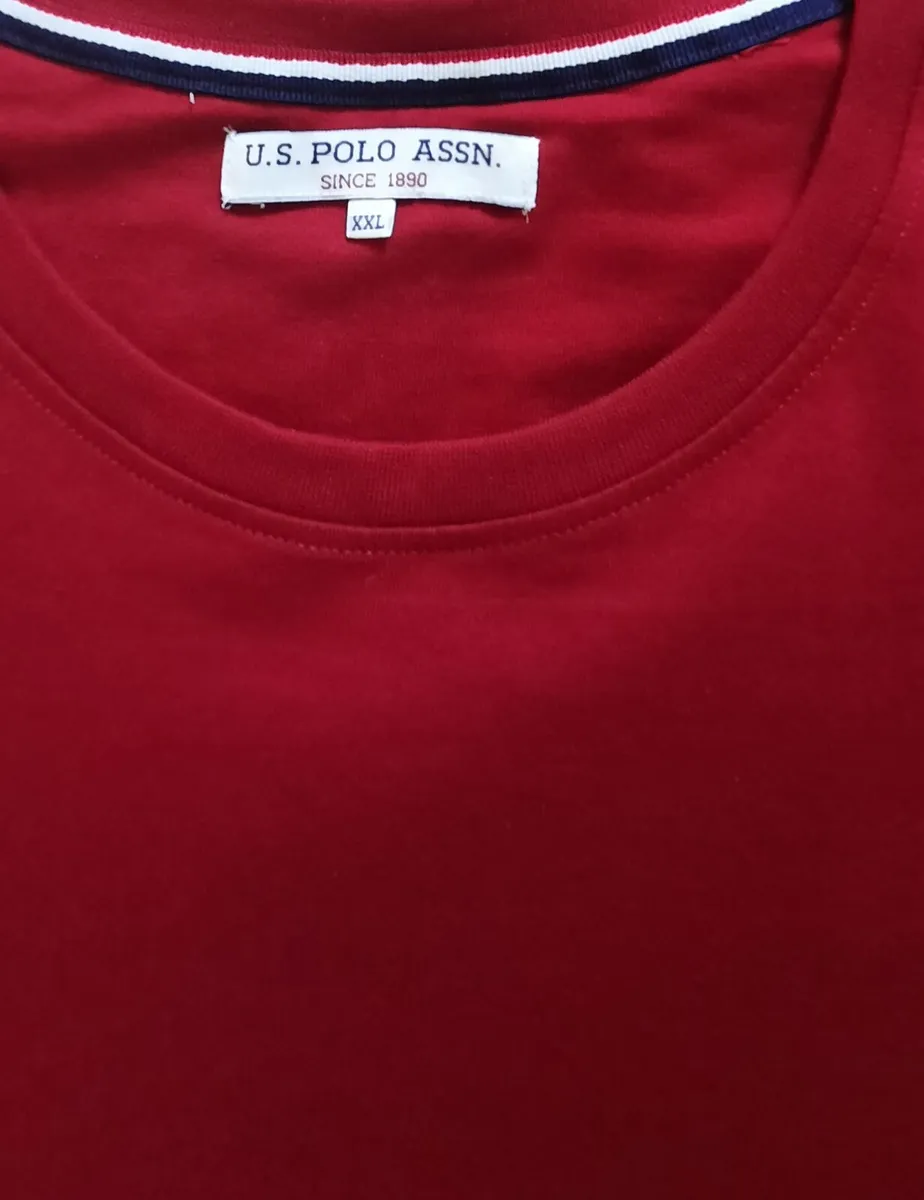 U.S. POLO ASSN.
SINCE 1890
XXL